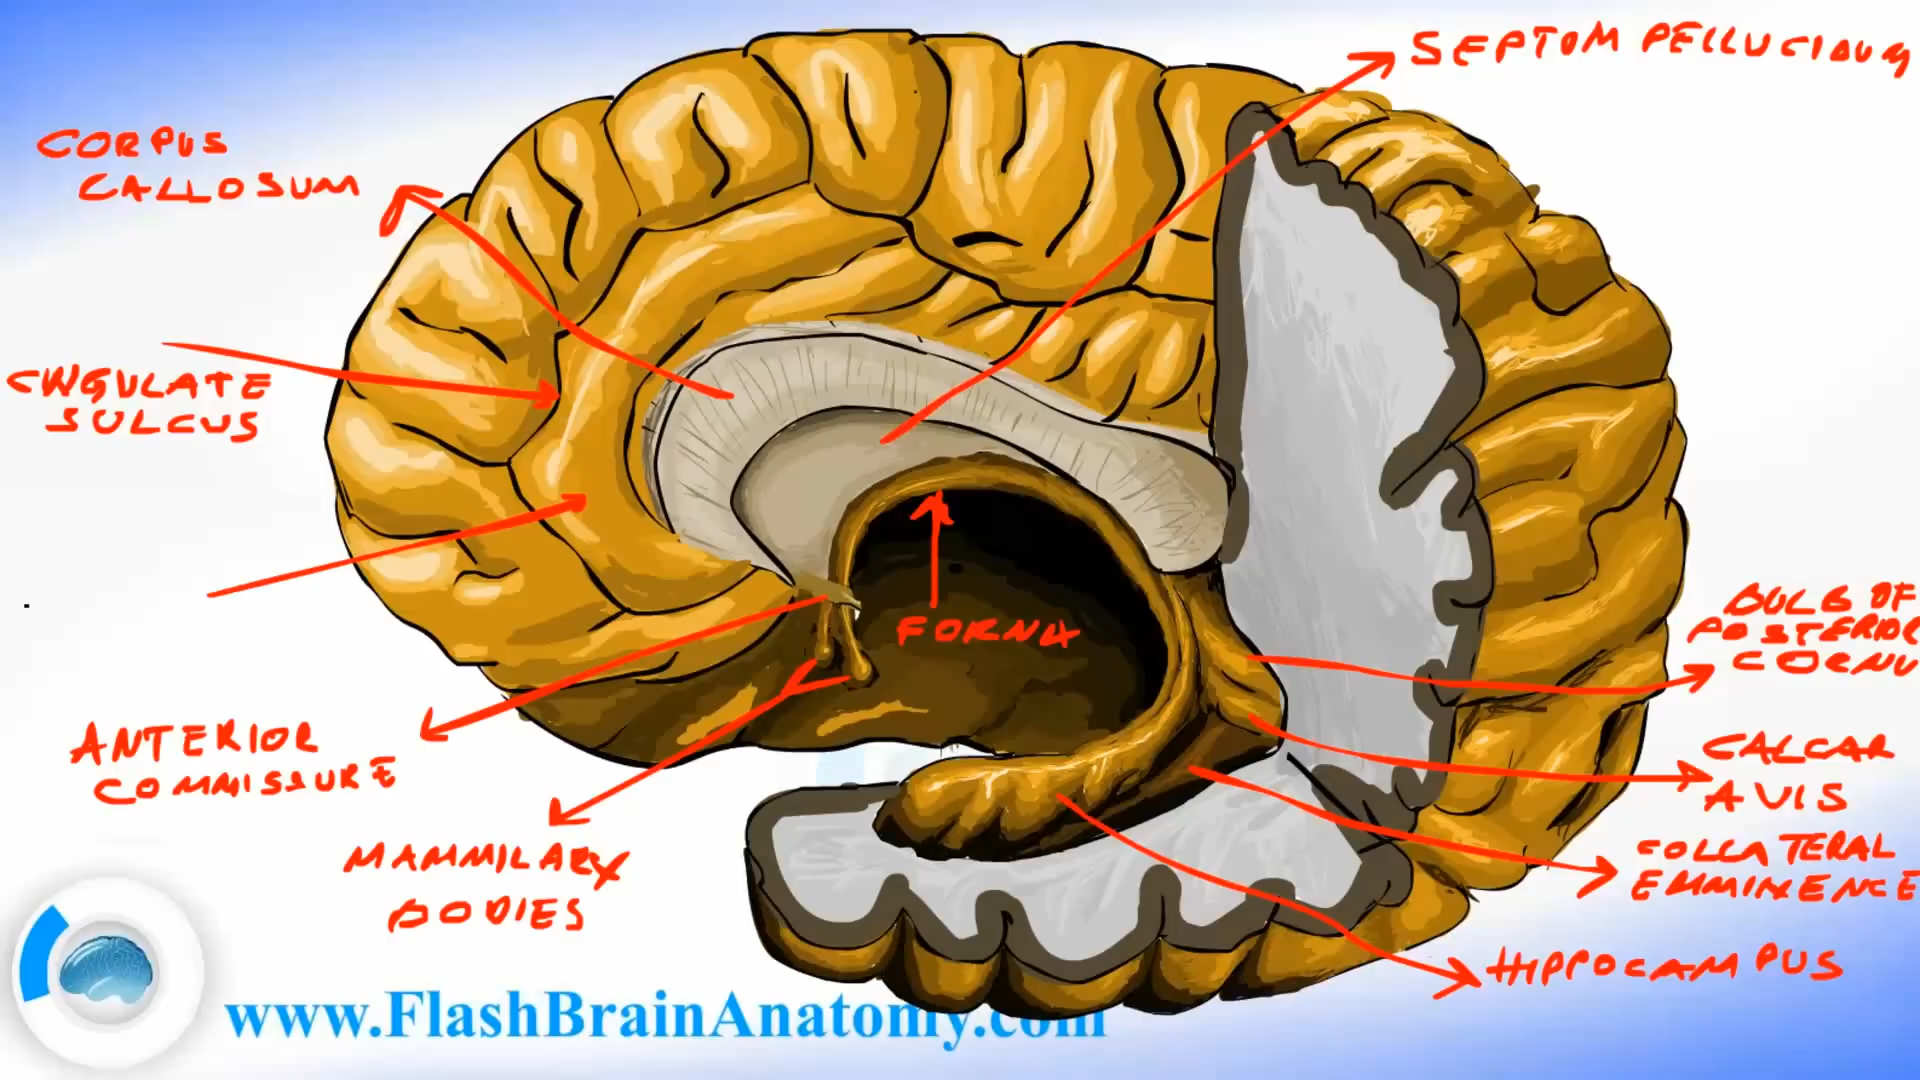 SEPTOM PELLUCIDUM
CORPUS
CALLOSUM
CINGULATE
SULCUS
FORNIX
BULB OF
POSTERIOR
CORNU
ANTERIOR
COMMISSURE
CALCAR
AVIS
MAMMILARY
BODIES
COLLATERAL
EMMINENCE
HIPPOCAMPUS
www.FlashBrainAnatomy.com